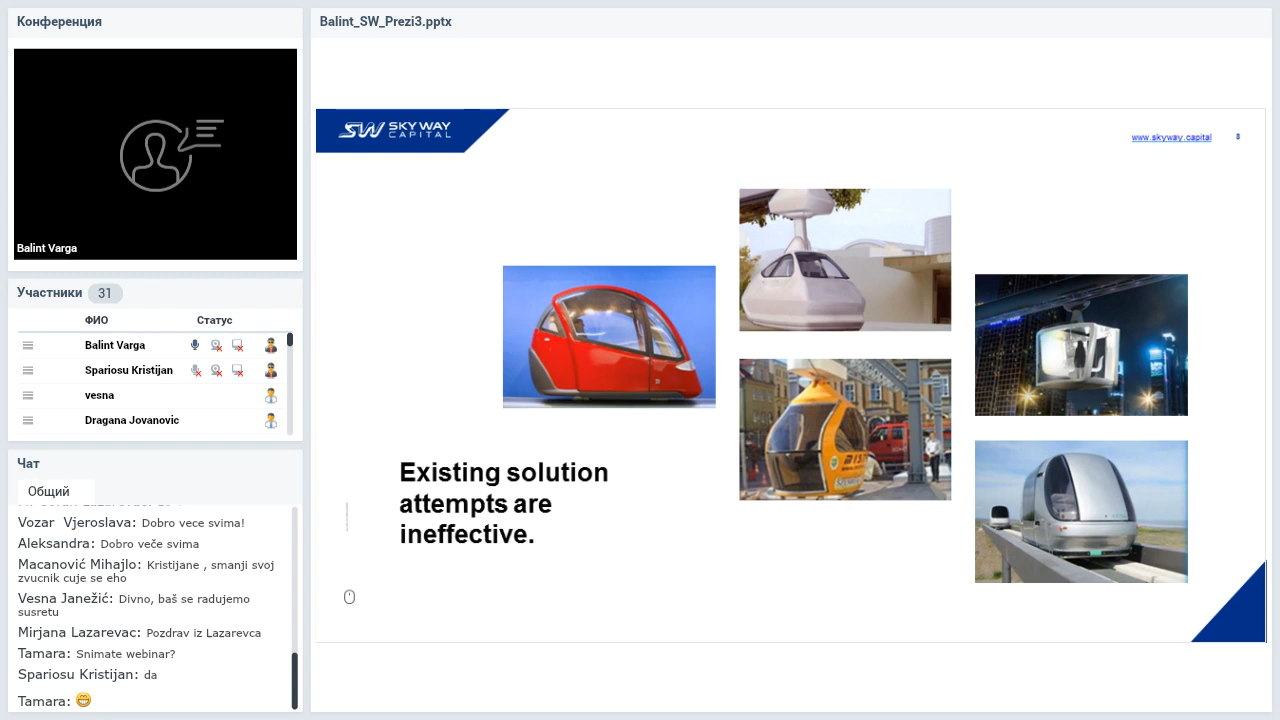 Конференция
Balint Varga
Участники 31
ФИО Статус
Balint Varga
Spariosu Kristijan
vesna
Dragana Jovanovic
Чат
Общий
Vozar Vjeroslava: Dobro vece svima!
Aleksandra: Dobro veče svima
Macanović Mihajlo: Kristijane , smanji svoj
zvucnik cuje se eho
Vesna Janežić: Divno, baš se radujemo
susretu
Mirjana Lazarevac: Pozdrav iz Lazarevca
Tamara: Snimate webinar?
Spariosu Kristijan: da
Tamara: 😁
Balint_SW_Prezi3.pptx
SW SKY WAY
CAPITAL
www.skyway.capital 8
Existing solution
attempts are
ineffective.